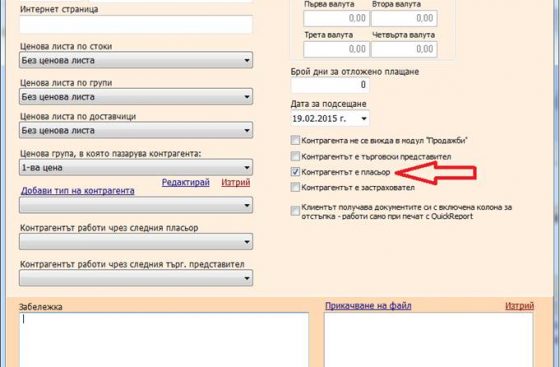 Интернет страница
Ценова листа по стоки
Без ценова листа
Ценова листа по групи
Без ценова листа
Ценова листа по доставчици
Без ценова листа
Ценова група, в която пазарува контрагента:
1-ва цена
Редактирай Изтрий
Добави тип на контрагента
Контрагентът работи чрез следния пласьор
Контрагентът работи чрез следния търг. представител
Първа валута Втора валута
0,00 0,00
Трета валута Четвърта валута
0,00 0,00
Брой дни за отложено плащане
0
Дата за подсещане
19.02.2015 г.
Контрагента не се вижда в модул "Продажби"
Контрагентът е търговски представител
Контрагентът е пласьор
Контрагентът е застраховател
Клиентът получава документите си с включена колона за
отстъпка - работи само при печат с QuickReport
Забележка
Прикачване на файл Изтрий